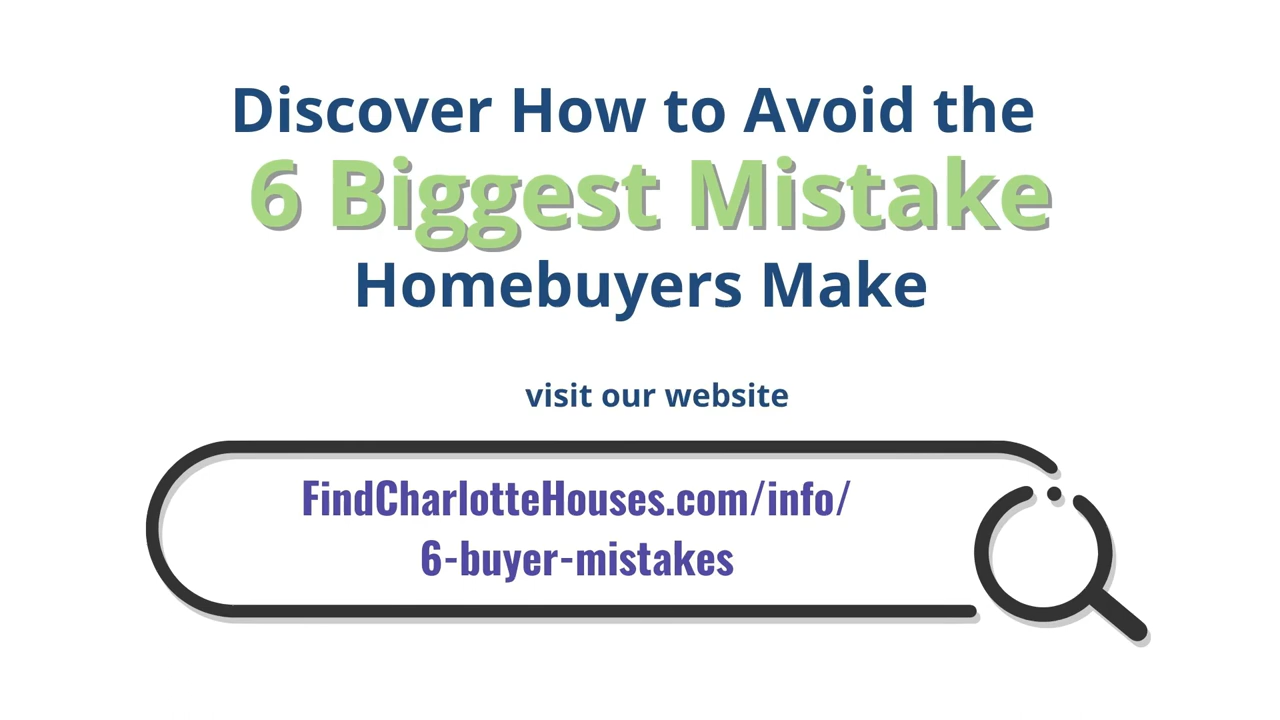 Discover How to Avoid the
6 Biggest Mistake
Homebuyers Make
visit our website
FindCharlotteHouses.com/info/
6-buyer-mistakes